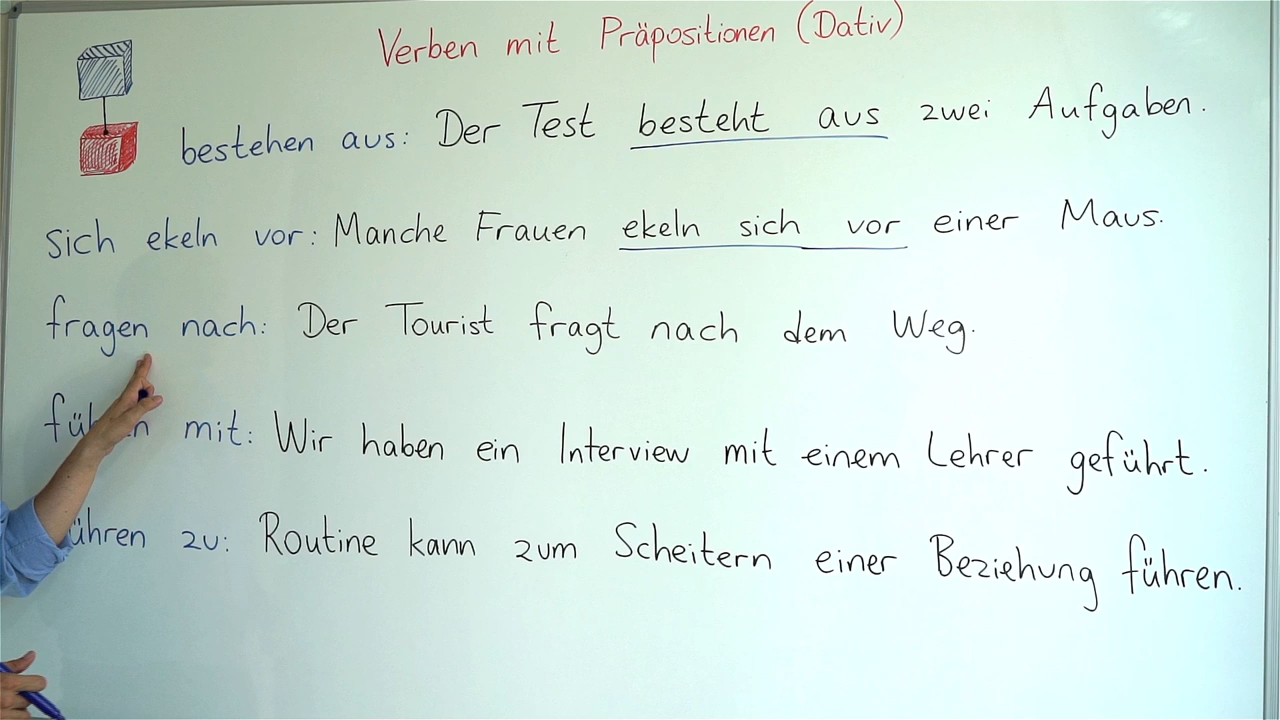 Verben mit Präpositionen (Dativ)
bestehen aus: Der Test besteht aus zwei Aufgaben.
sich ekeln vor: Manche Frauen ekeln sich vor einer Maus.
fragen nach: Der Tourist fragt nach dem Weg.
mit: Wir haben ein Interview mit einem Lehrer geführt.
zu: Routine kann zum Scheitern einer Beziehung führen.